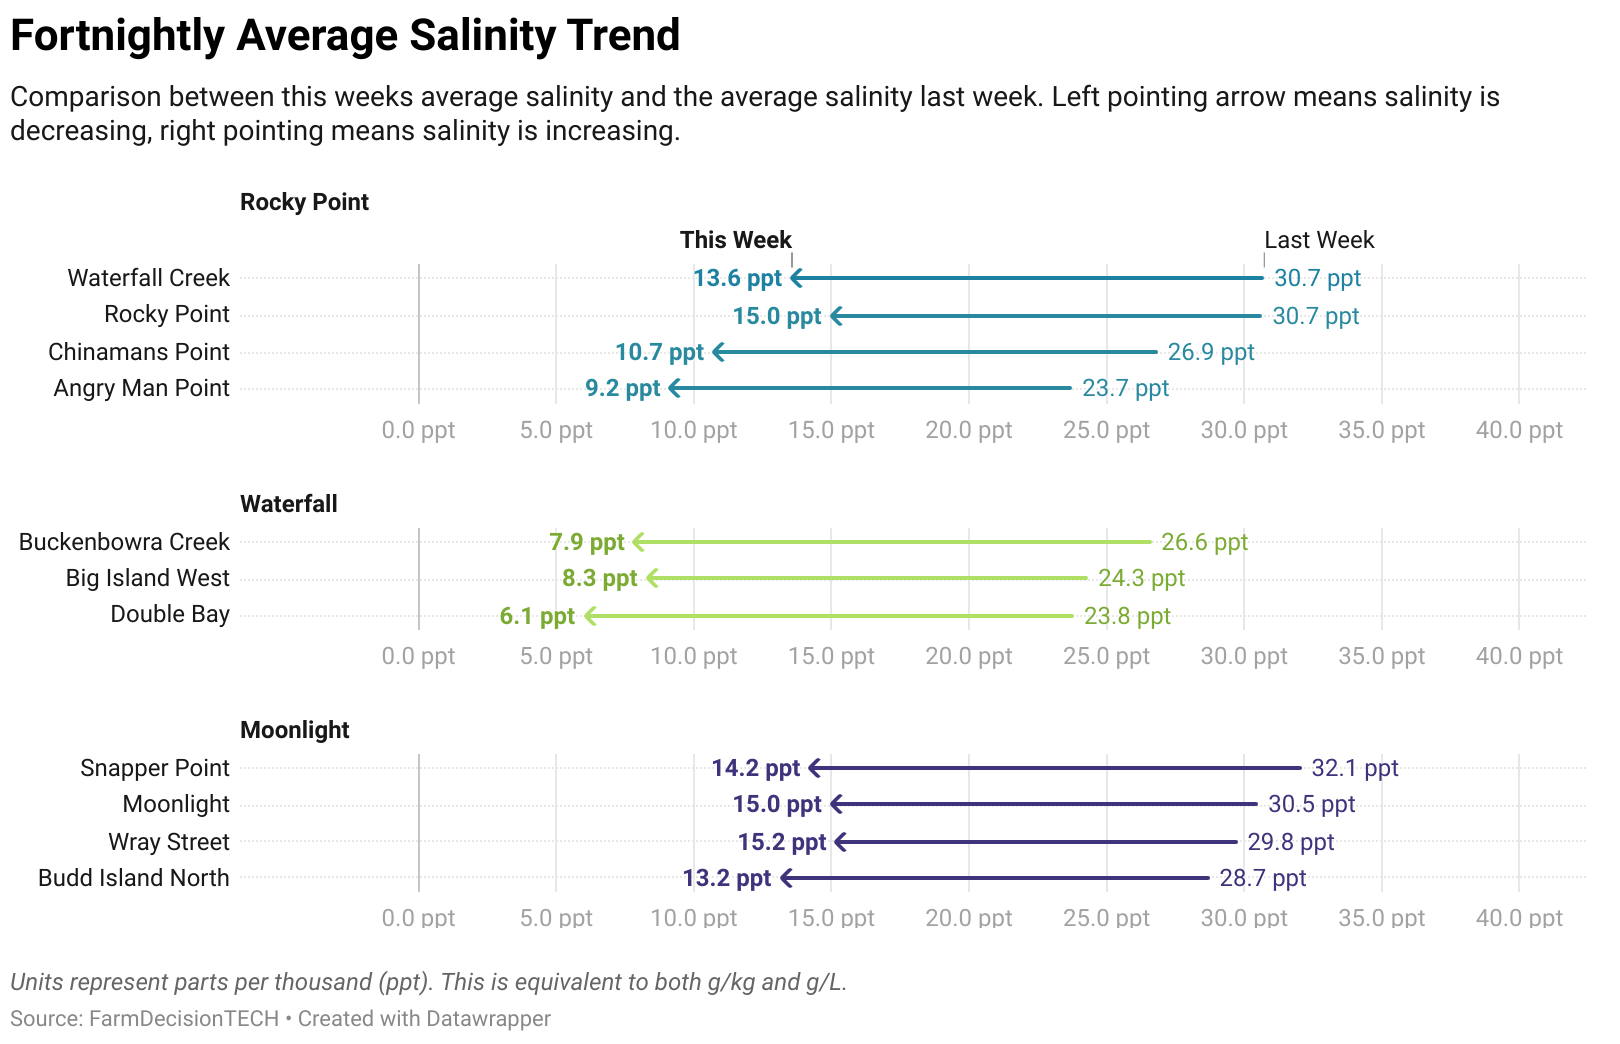 Fortnightly Average Salinity Trend
Comparison between this weeks average salinity and the average salinity last week. Left pointing arrow means salinity is
decreasing, right pointing means salinity is increasing.
Rocky Point
This Week Last Week
Waterfall Creek 13.6 ppt 30.7 ppt
Rocky Point 15.0 ppt 30.7 ppt
Chinamans Point 10.7 ppt 26.9 ppt
Angry Man Point 9.2 ppt 23.7 ppt
0.0 ppt 5.0 ppt 10.0 ppt 15.0 ppt 20.0 ppt 25.0 ppt 30.0 ppt 35.0 ppt 40.0 ppt
Waterfall
Buckenbowra Creek 7.9 ppt 26.6 ppt
Big Island West 8.3 ppt 24.3 ppt
Double Bay 6.1 ppt 23.8 ppt
0.0 ppt 5.0 ppt 10.0 ppt 15.0 ppt 20.0 ppt 25.0 ppt 30.0 ppt 35.0 ppt 40.0 ppt
Moonlight
Snapper Point 14.2 ppt 32.1 ppt
Moonlight 15.0 ppt 30.5 ppt
Wray Street 15.2 ppt 29.8 ppt
Budd Island North 13.2 ppt 28.7 ppt
0.0 ppt 5.0 ppt 10.0 ppt 15.0 ppt 20.0 ppt 25.0 ppt 30.0 ppt 35.0 ppt 40.0 ppt
Units represent parts per thousand (ppt). This is equivalent to both g/kg and g/L.
Source: FarmDecisionTECH • Created with Datawrapper